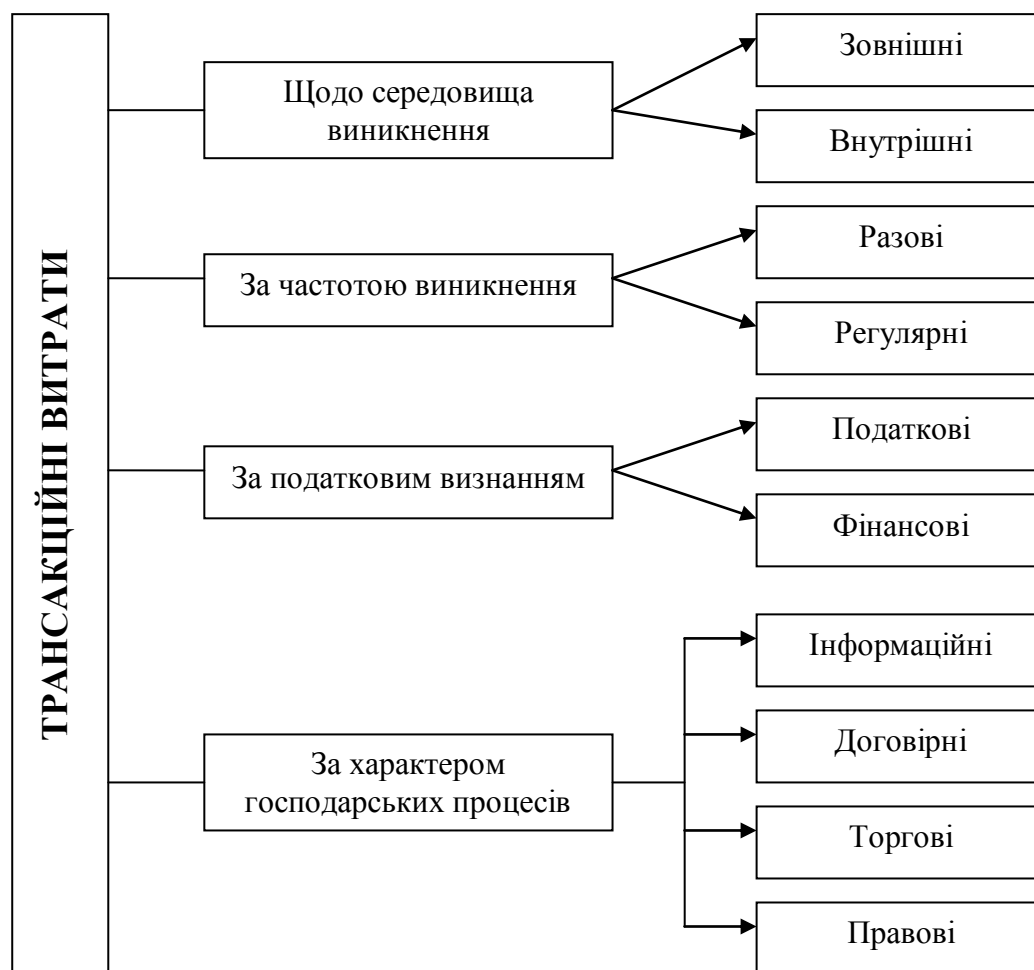 ТРАНСАКЦІЙНІ ВИТРАТИ
Щодо середовища
виникнення
Зовнішні
Внутрішні
За частотою виникнення
Разові
Регулярні
За податковим визнанням
Податкові
Фінансові
За характером
господарських процесів
Інформаційні
Договірні
Торгові
Правові